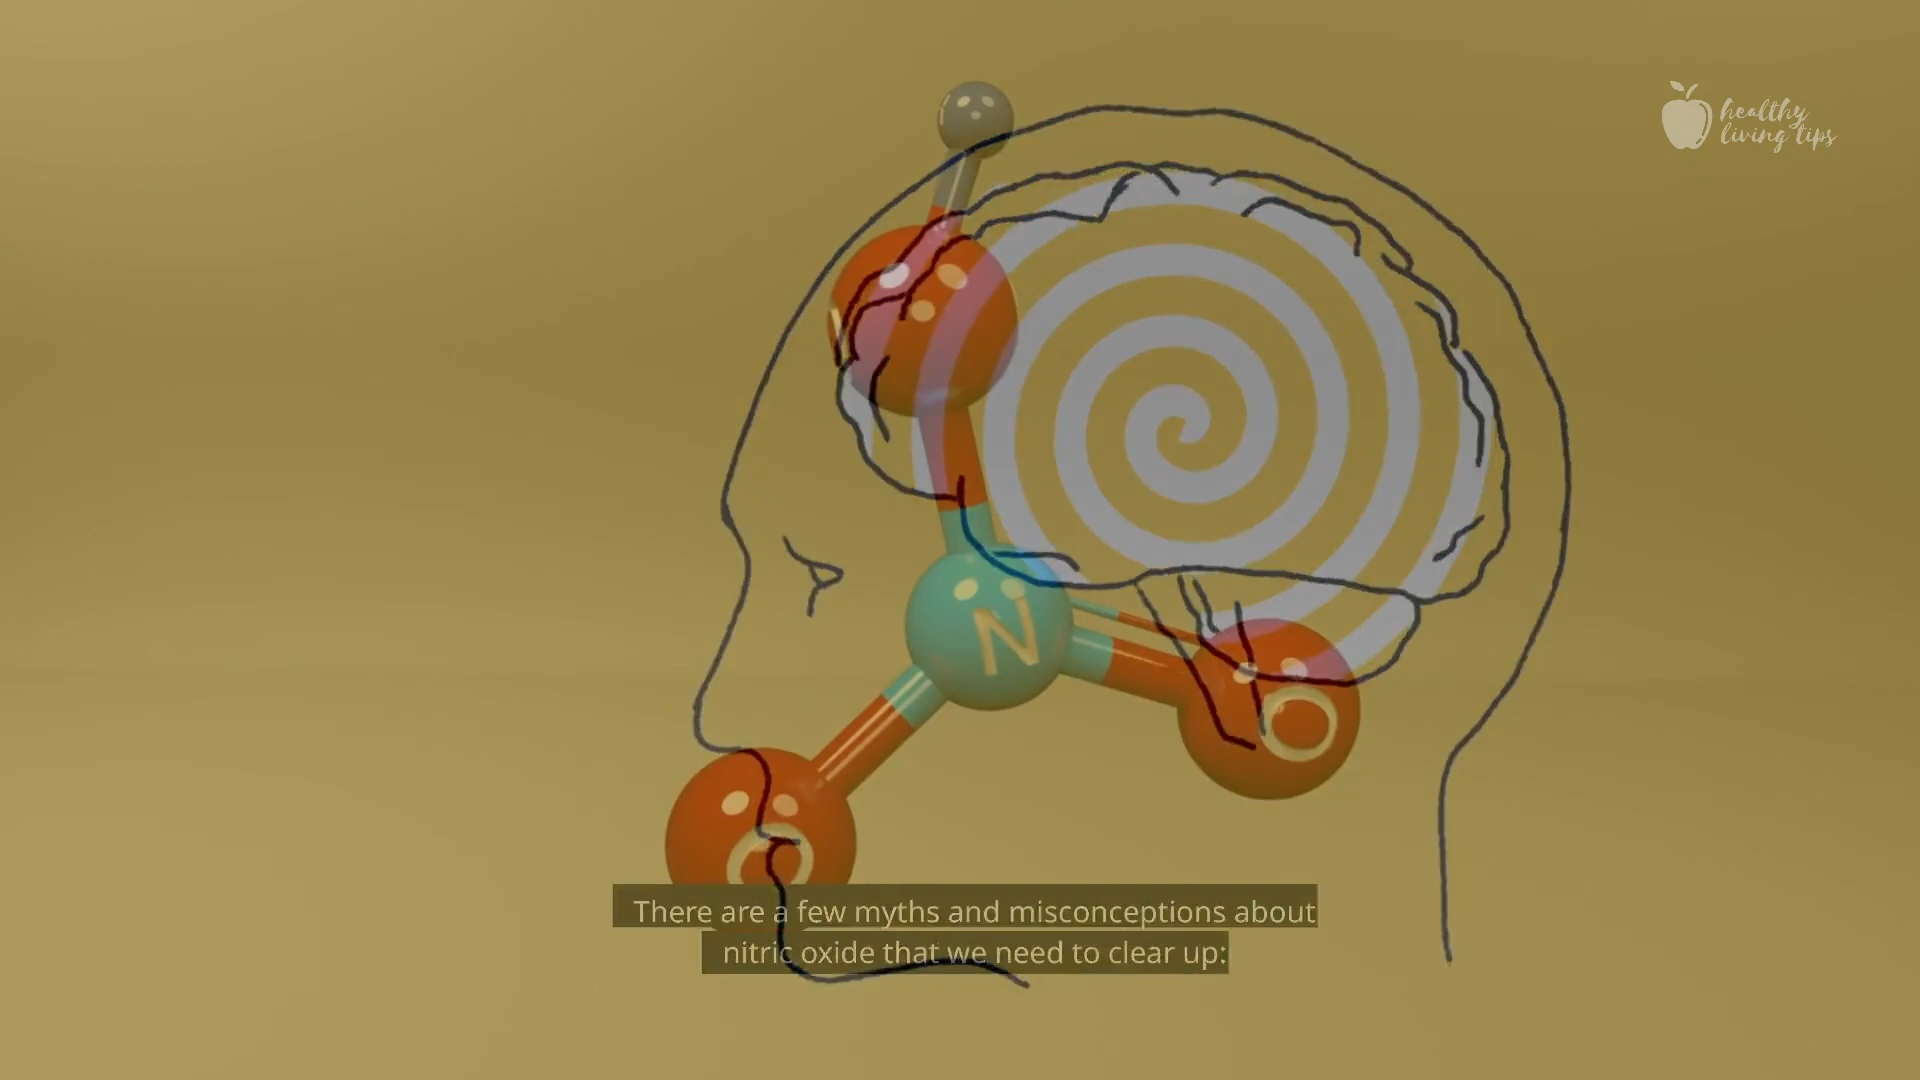 healthy
living tips
N
O
O
There are a few myths and misconceptions about
nitric oxide that we need to clear up: